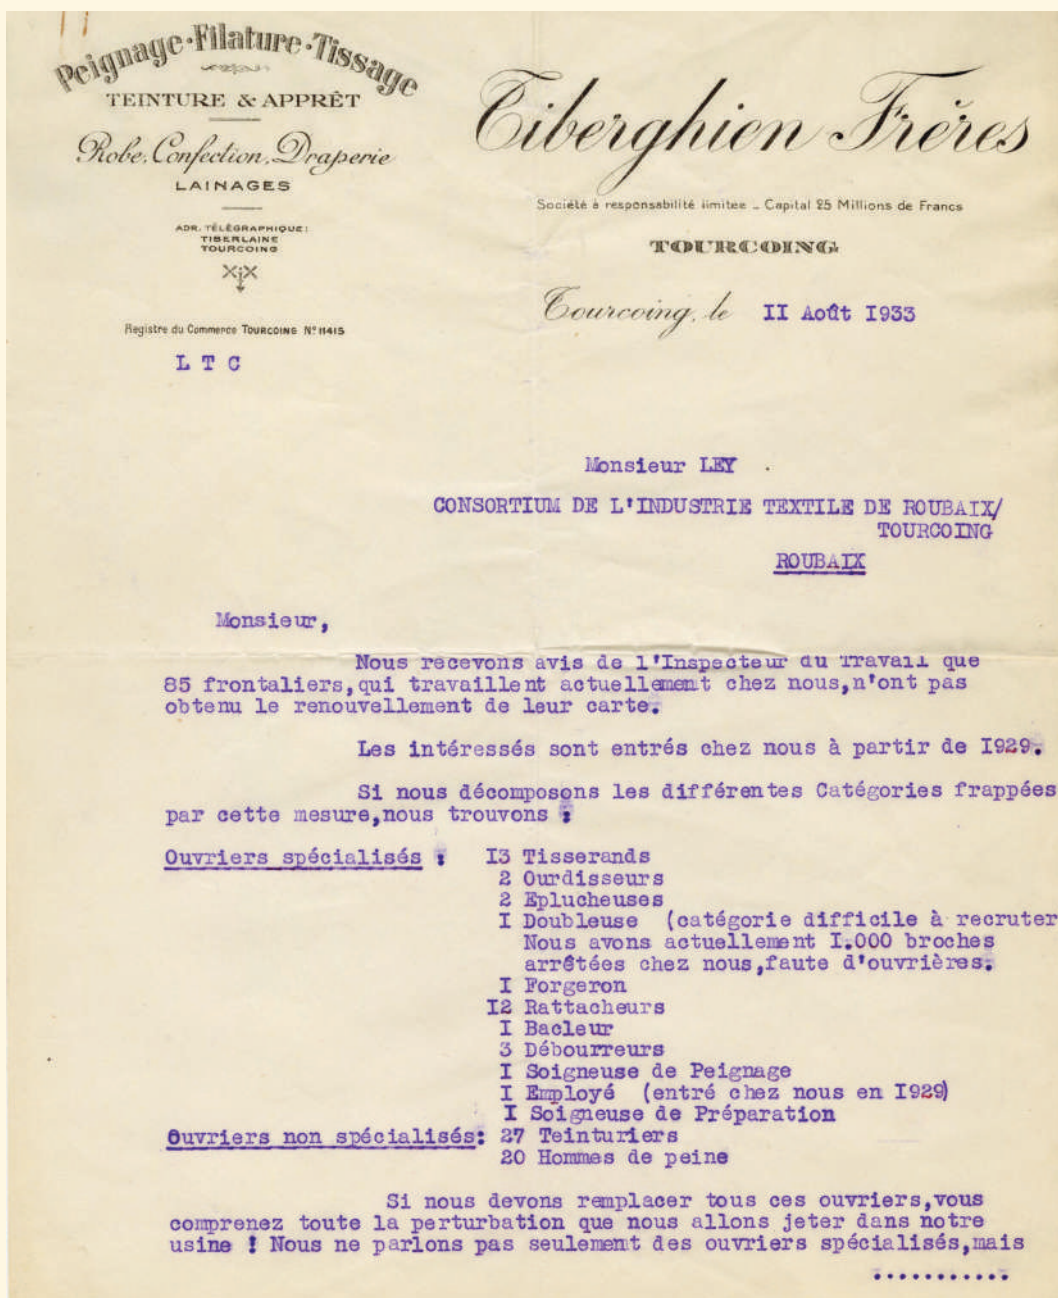 Peignage·Filature·Tissage
TEINTURE & APPRÊT
Robe, Confection, Draperie
LAINAGES
ADR. TÉLÉGRAPHIQUE:
TIBERLAINE
TOURCOING
Registre du Commerce TOURCOING N° 11415
L T C
Tiberghien Frères
Société à responsabilité limitee _ Capital 25 Millions de Francs
TOURCOING
Tourcoing, le II Août I933
Monsieur LEY .
CONSORTIUM DE L'INDUSTRIE TEXTILE DE ROUBAIX/
TOURCOING
ROUBAIX
Monsieur,
Nous recevons avis de l'Inspecteur du Travail que
85 frontaliers,qui travaillent actuellement chez nous,n'ont pas
obtenu le renouvellement de leur carte.
Les intéressés sont entrés chez nous à partir de I929.
Si nous décomposons les différentes Catégories frappées
par cette mesure,nous trouvons :
Ouvriers spécialisés : I3 Tisserands
2 Ourdisseurs
2 Eplucheuses
I Doubleuse (catégorie difficile à recruter
Nous avons actuellement I.000 broches
arrêtées chez nous,faute d'ouvrières.
I Forgeron
I2 Rattacheurs
I Bacleur
3 Débourreurs
I Soigneuse de Peignage
I Employé (entré chez nous en I929)
I Soigneuse de Préparation
Ouvriers non spécialisés: 27 Teinturiers
20 Hommes de peine
Si nous devons remplacer tous ces ouvriers,vous
comprenez toute la perturbation que nous allons jeter dans notre
usine ! Nous ne parlons pas seulement des ouvriers spécialisés,mais
...........